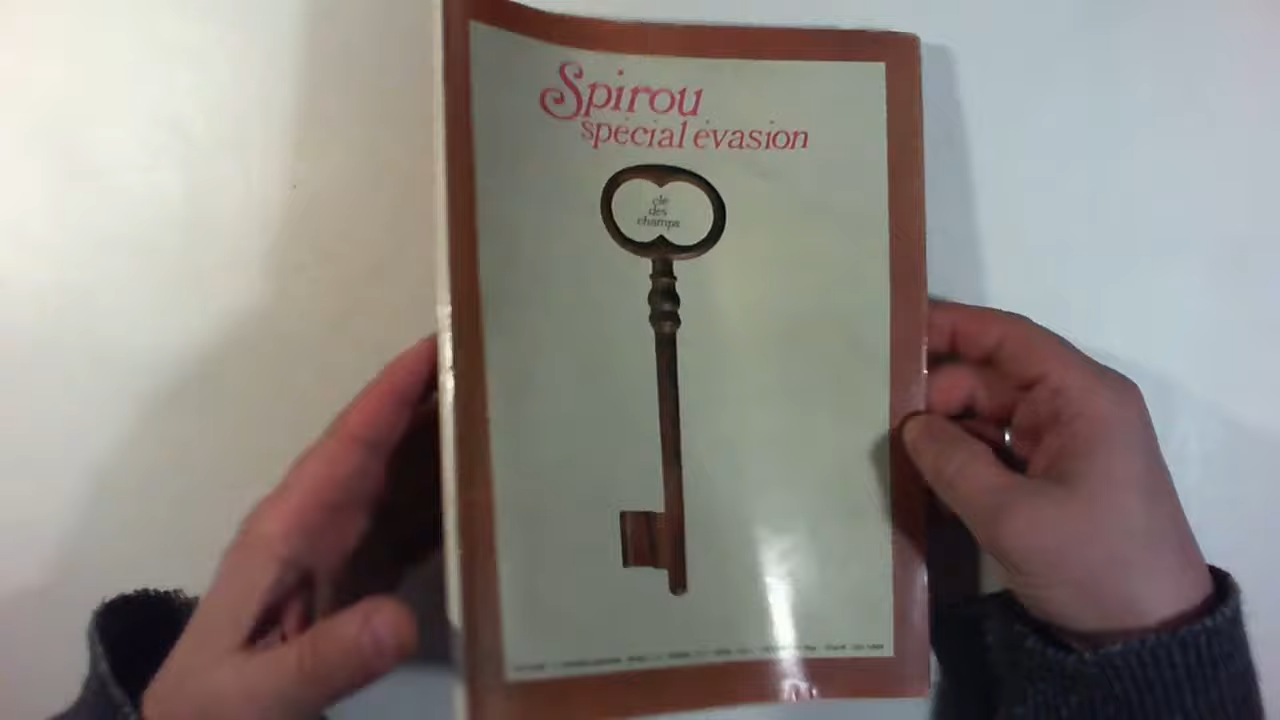 Spirou
spécial évasion
clé
des
champs